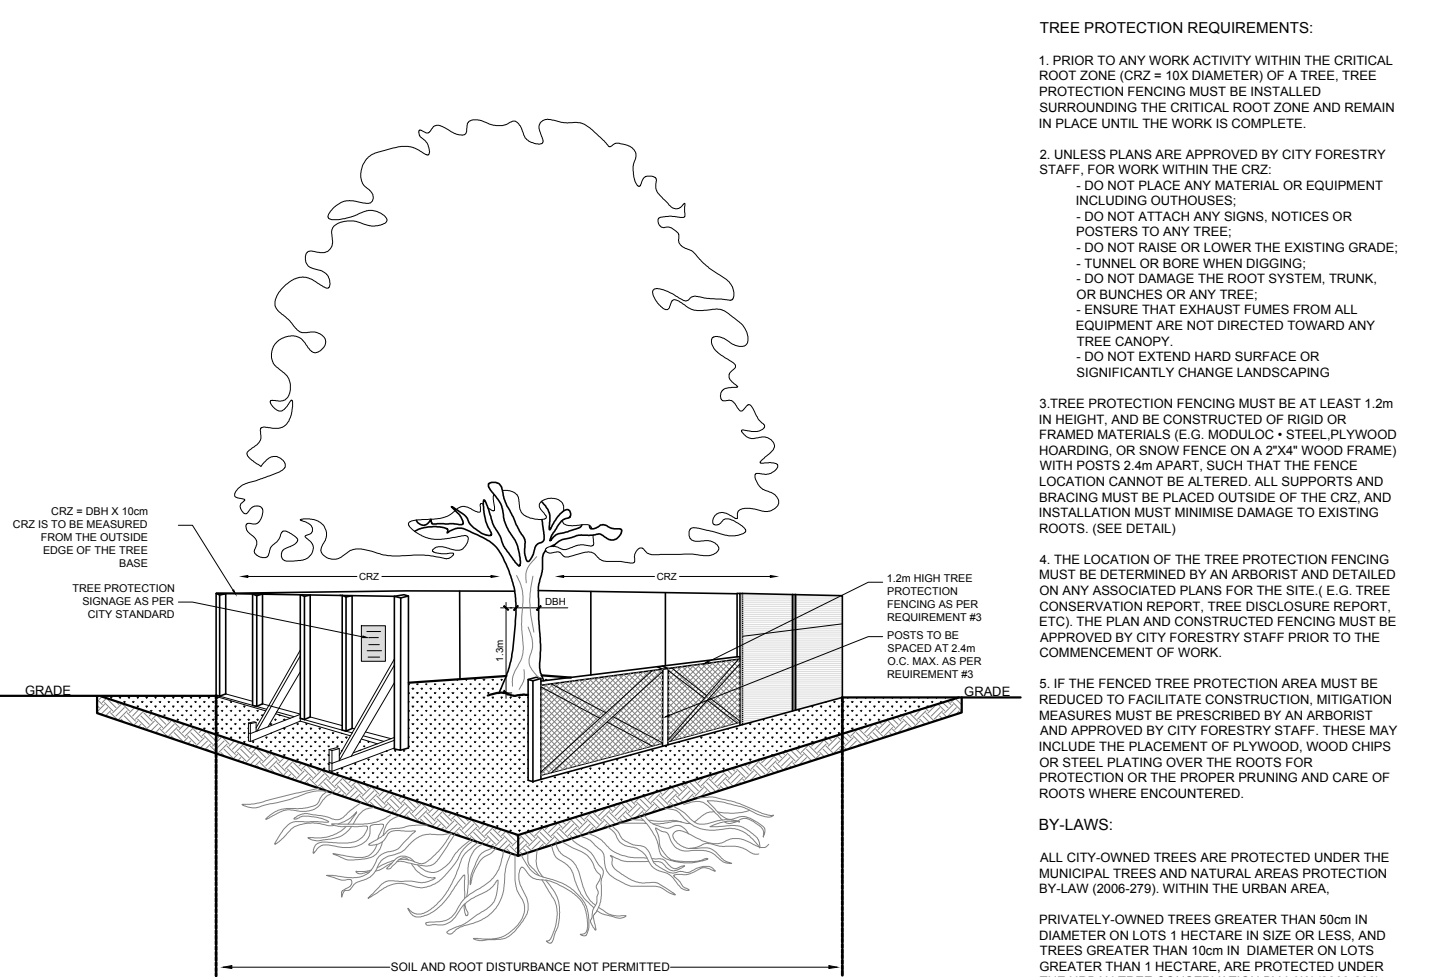 TREE PROTECTION REQUIREMENTS:
1. PRIOR TO ANY WORK ACTIVITY WITHIN THE CRITICAL
ROOT ZONE (CRZ = 10X DIAMETER) OF A TREE, TREE
PROTECTION FENCING MUST BE INSTALLED
SURROUNDING THE CRITICAL ROOT ZONE AND REMAIN
IN PLACE UNTIL THE WORK IS COMPLETE.
2. UNLESS PLANS ARE APPROVED BY CITY FORESTRY
STAFF, FOR WORK WITHIN THE CRZ:
- DO NOT PLACE ANY MATERIAL OR EQUIPMENT
INCLUDING OUTHOUSES;
- DO NOT ATTACH ANY SIGNS, NOTICES OR
POSTERS TO ANY TREE;
- DO NOT RAISE OR LOWER THE EXISTING GRADE;
- TUNNEL OR BORE WHEN DIGGING;
- DO NOT DAMAGE THE ROOT SYSTEM, TRUNK,
OR BUNCHES OR ANY TREE;
- ENSURE THAT EXHAUST FUMES FROM ALL
EQUIPMENT ARE NOT DIRECTED TOWARD ANY
TREE CANOPY.
- DO NOT EXTEND HARD SURFACE OR
SIGNIFICANTLY CHANGE LANDSCAPING
3.TREE PROTECTION FENCING MUST BE AT LEAST 1.2m
IN HEIGHT, AND BE CONSTRUCTED OF RIGID OR
FRAMED MATERIALS (E.G. MODULOC • STEEL,PLYWOOD
HOARDING, OR SNOW FENCE ON A 2"X4" WOOD FRAME)
WITH POSTS 2.4m APART, SUCH THAT THE FENCE
LOCATION CANNOT BE ALTERED. ALL SUPPORTS AND
BRACING MUST BE PLACED OUTSIDE OF THE CRZ, AND
INSTALLATION MUST MINIMISE DAMAGE TO EXISTING
ROOTS. (SEE DETAIL)
4. THE LOCATION OF THE TREE PROTECTION FENCING
MUST BE DETERMINED BY AN ARBORIST AND DETAILED
ON ANY ASSOCIATED PLANS FOR THE SITE.( E.G. TREE
CONSERVATION REPORT, TREE DISCLOSURE REPORT,
ETC). THE PLAN AND CONSTRUCTED FENCING MUST BE
APPROVED BY CITY FORESTRY STAFF PRIOR TO THE
COMMENCEMENT OF WORK.
5. IF THE FENCED TREE PROTECTION AREA MUST BE
REDUCED TO FACILITATE CONSTRUCTION, MITIGATION
MEASURES MUST BE PRESCRIBED BY AN ARBORIST
AND APPROVED BY CITY FORESTRY STAFF. THESE MAY
INCLUDE THE PLACEMENT OF PLYWOOD, WOOD CHIPS
OR STEEL PLATING OVER THE ROOTS FOR
PROTECTION OR THE PROPER PRUNING AND CARE OF
ROOTS WHERE ENCOUNTERED.
BY-LAWS:
ALL CITY-OWNED TREES ARE PROTECTED UNDER THE
MUNICIPAL TREES AND NATURAL AREAS PROTECTION
BY-LAW (2006-279). WITHIN THE URBAN AREA,
PRIVATELY-OWNED TREES GREATER THAN 50cm IN
DIAMETER ON LOTS 1 HECTARE IN SIZE OR LESS, AND
TREES GREATER THAN 10cm IN DIAMETER ON LOTS
GREATER THAN 1 HECTARE, ARE PROTECTED UNDER
CRZ = DBH X 10cm
CRZ IS TO BE MEASURED
FROM THE OUTSIDE
EDGE OF THE TREE
BASE
TREE PROTECTION
SIGNAGE AS PER
CITY STANDARD
CRZ
CRZ
DBH
1.3m
1.2m HIGH TREE
PROTECTION
FENCING AS PER
REQUIREMENT #3
POSTS TO BE
SPACED AT 2.4m
O.C. MAX. AS PER
REUIREMENT #3
GRADE
GRADE
SOIL AND ROOT DISTURBANCE NOT PERMITTED